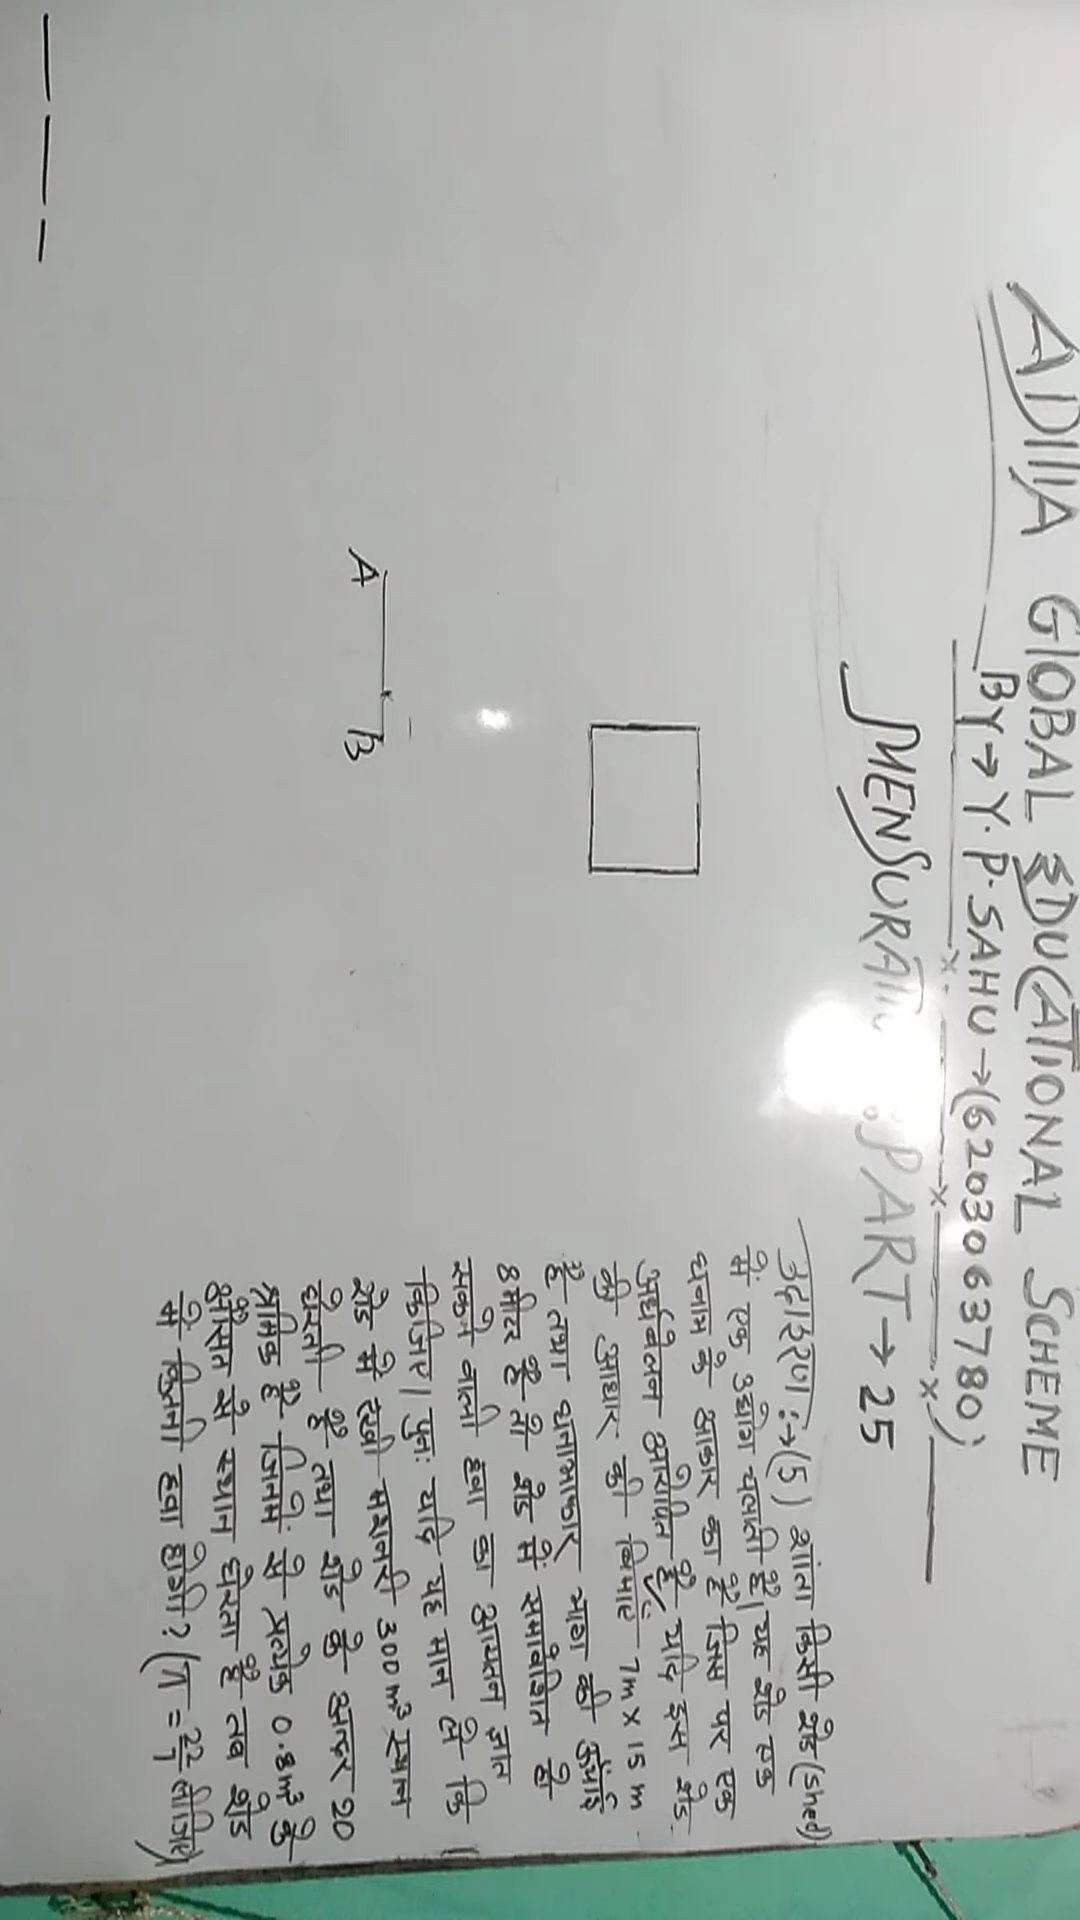 ADITYA GLOBAL EDUCATIONAL SCHEME
BY→ Y.P.SAHU→(6203063780)
MENSURATION PART→25
उदाहरण:→(5) शांता किसी शेड (shed)
में एक उद्योग चलाती है। यह शेड एक
घनाभ के आकार का है जिस पर एक
अर्धबेलन आरोपित है। यदि इस शेड
के आधार की विमाएं 7m × 15 m
है तथा घनाभाकार भाग की ऊँचाई
8 मीटर है तो शेड में समावेशित हो
सकने वाली हवा का आयतन ज्ञात
किजिए। पुनः यदि यह मान ले कि
शेड में रखी मशीनरी 300 m³ स्थान
घेरती है तथा शेड के अन्दर 20
श्रमिक है जिनमें से प्रत्येक 0.8m³ के
औसत से स्थान घेरता है तब शेड
में कितनी हवा होगी? (π = 22/7 लीजिए)
A B